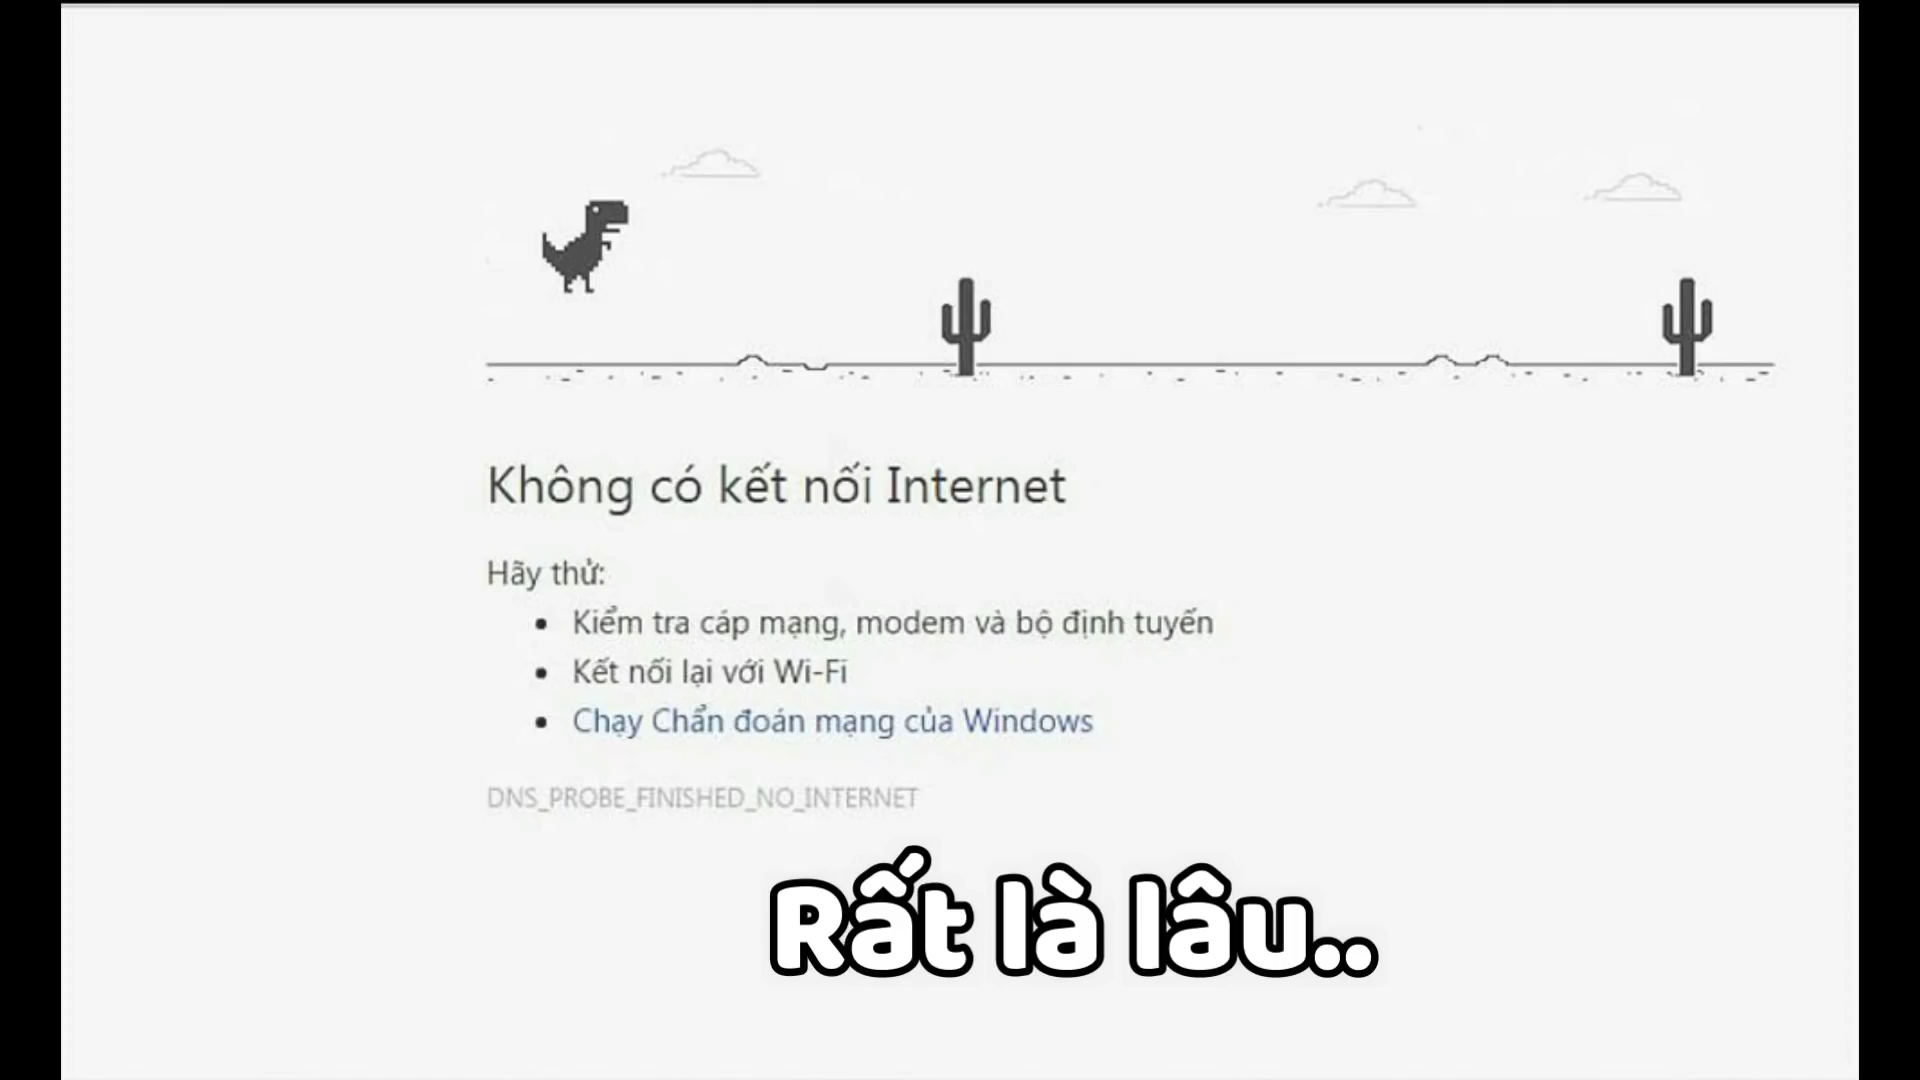 Không có kết nối Internet
Hãy thử:
Kiểm tra cáp mạng, modem và bộ định tuyến
Kết nối lại với Wi-Fi
Chạy Chẩn đoán mạng của Windows
DNS_PROBE_FINISHED_NO_INTERNET
Rất là lâu..